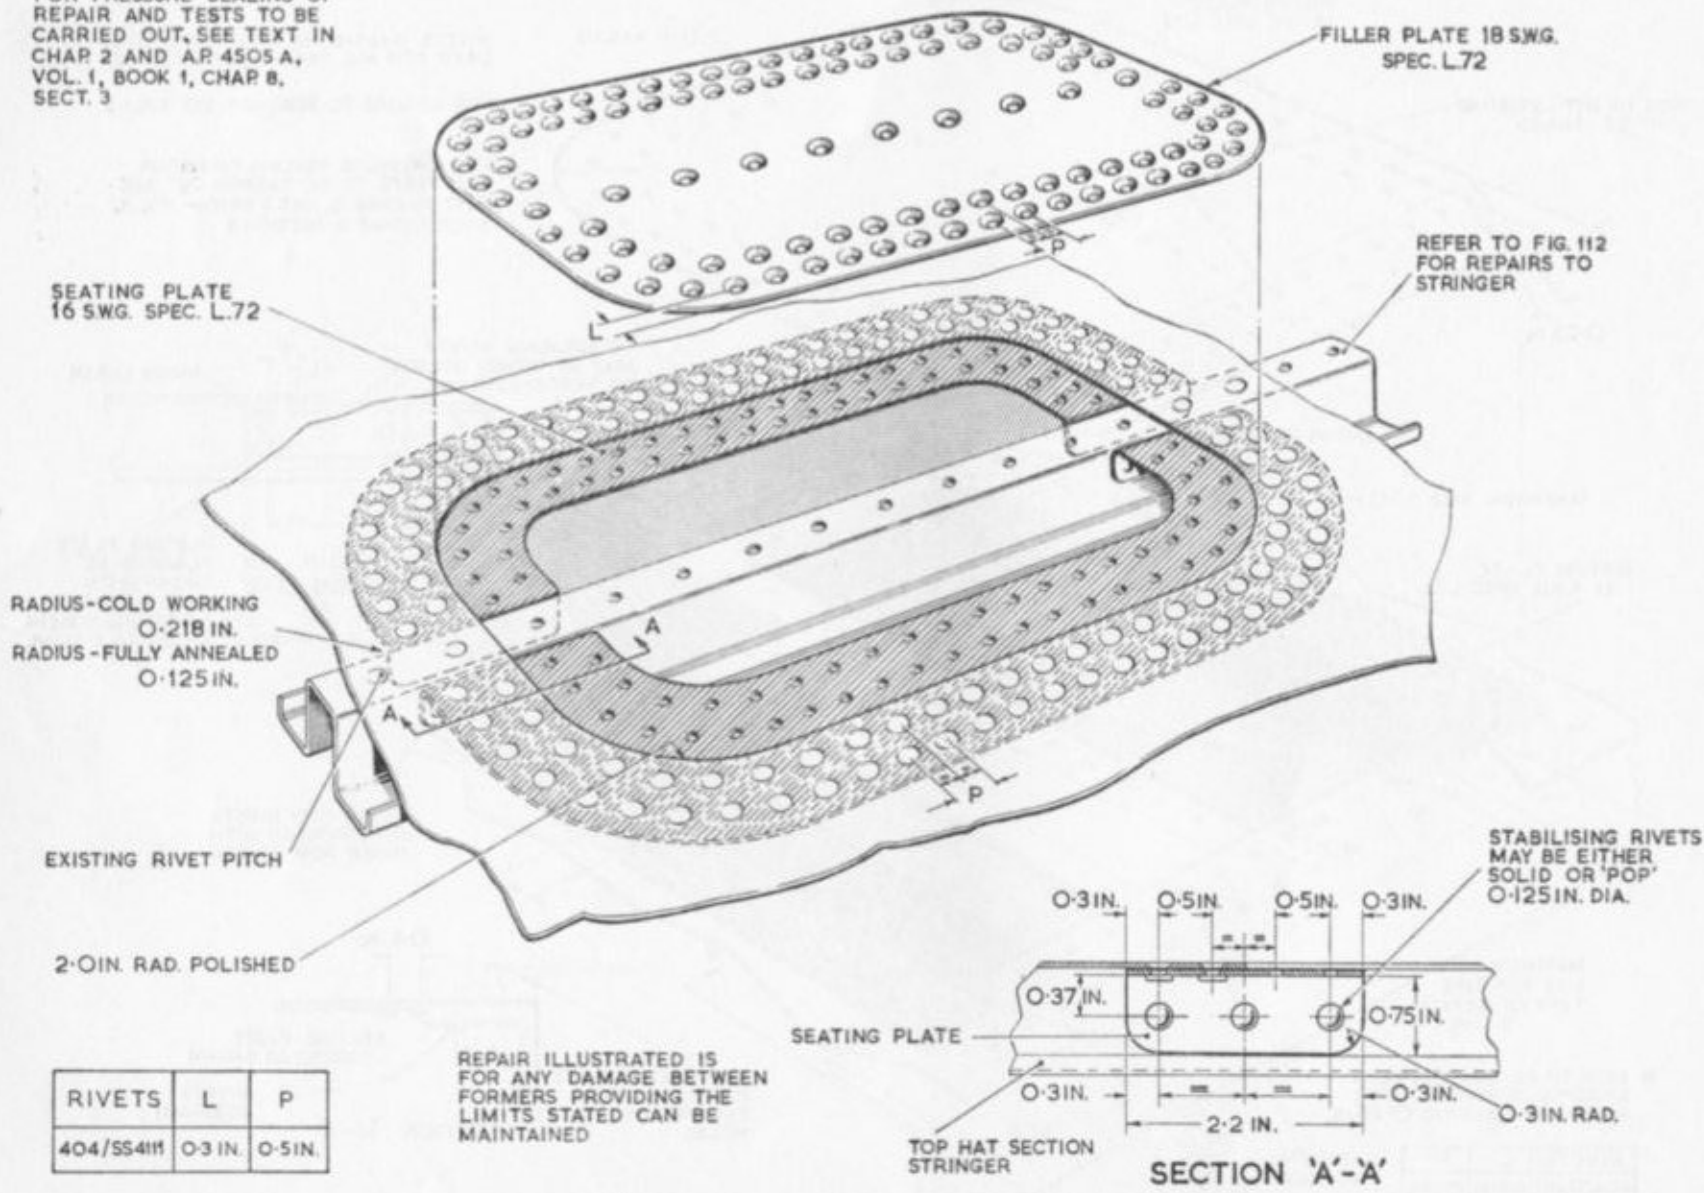 REPAIR AND TESTS TO BE
CARRIED OUT, SEE TEXT IN
CHAP. 2 AND A.P. 4505 A,
VOL. 1, BOOK 1, CHAP. 8,
SECT. 3
FILLER PLATE 18 S.W.G.
SPEC. L.72
P
REFER TO FIG. 112
FOR REPAIRS TO
STRINGER
SEATING PLATE
16 S.W.G. SPEC. L.72
L
RADIUS-COLD WORKING
0·218 IN.
RADIUS-FULLY ANNEALED
0·125 IN.
A
A
P
EXISTING RIVET PITCH
2·0IN. RAD. POLISHED
STABILISING RIVETS
MAY BE EITHER
SOLID OR 'POP'
0·125 IN. DIA.
0·3 IN. 0·5 IN. 0·5 IN. 0·3 IN.
= =
0·37 IN.
0·75 IN.
SEATING PLATE
0·3 IN. = = 0·3 IN.
0·3 IN. RAD.
2·2 IN.
TOP HAT SECTION
STRINGER
SECTION 'A'-'A'
REPAIR ILLUSTRATED IS
FOR ANY DAMAGE BETWEEN
FORMERS PROVIDING THE
LIMITS STATED CAN BE
MAINTAINED
RIVETS L P
404/SS4111 0·3 IN. 0·5 IN.